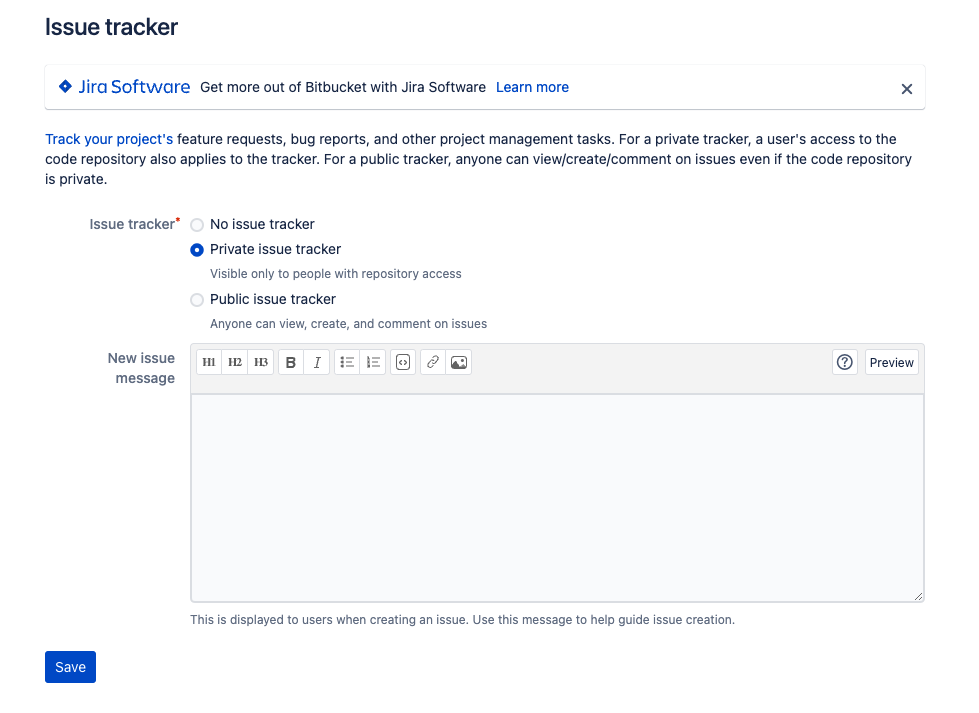 Issue tracker
Jira Software Get more out of Bitbucket with Jira Software Learn more
Track your project's feature requests, bug reports, and other project management tasks. For a private tracker, a user's access to the
code repository also applies to the tracker. For a public tracker, anyone can view/create/comment on issues even if the code repository
is private.
Issue tracker* No issue tracker
Private issue tracker
Visible only to people with repository access
Public issue tracker
Anyone can view, create, and comment on issues
New issue
message
H1 H2 H3 B I Preview
This is displayed to users when creating an issue. Use this message to help guide issue creation.
Save